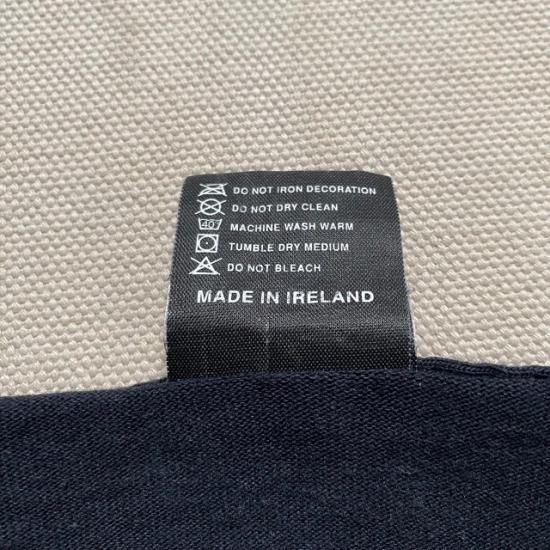 DO NOT IRON DECORATION
DO NOT DRY CLEAN
40 MACHINE WASH WARM
TUMBLE DRY MEDIUM
DO NOT BLEACH
MADE IN IRELAND